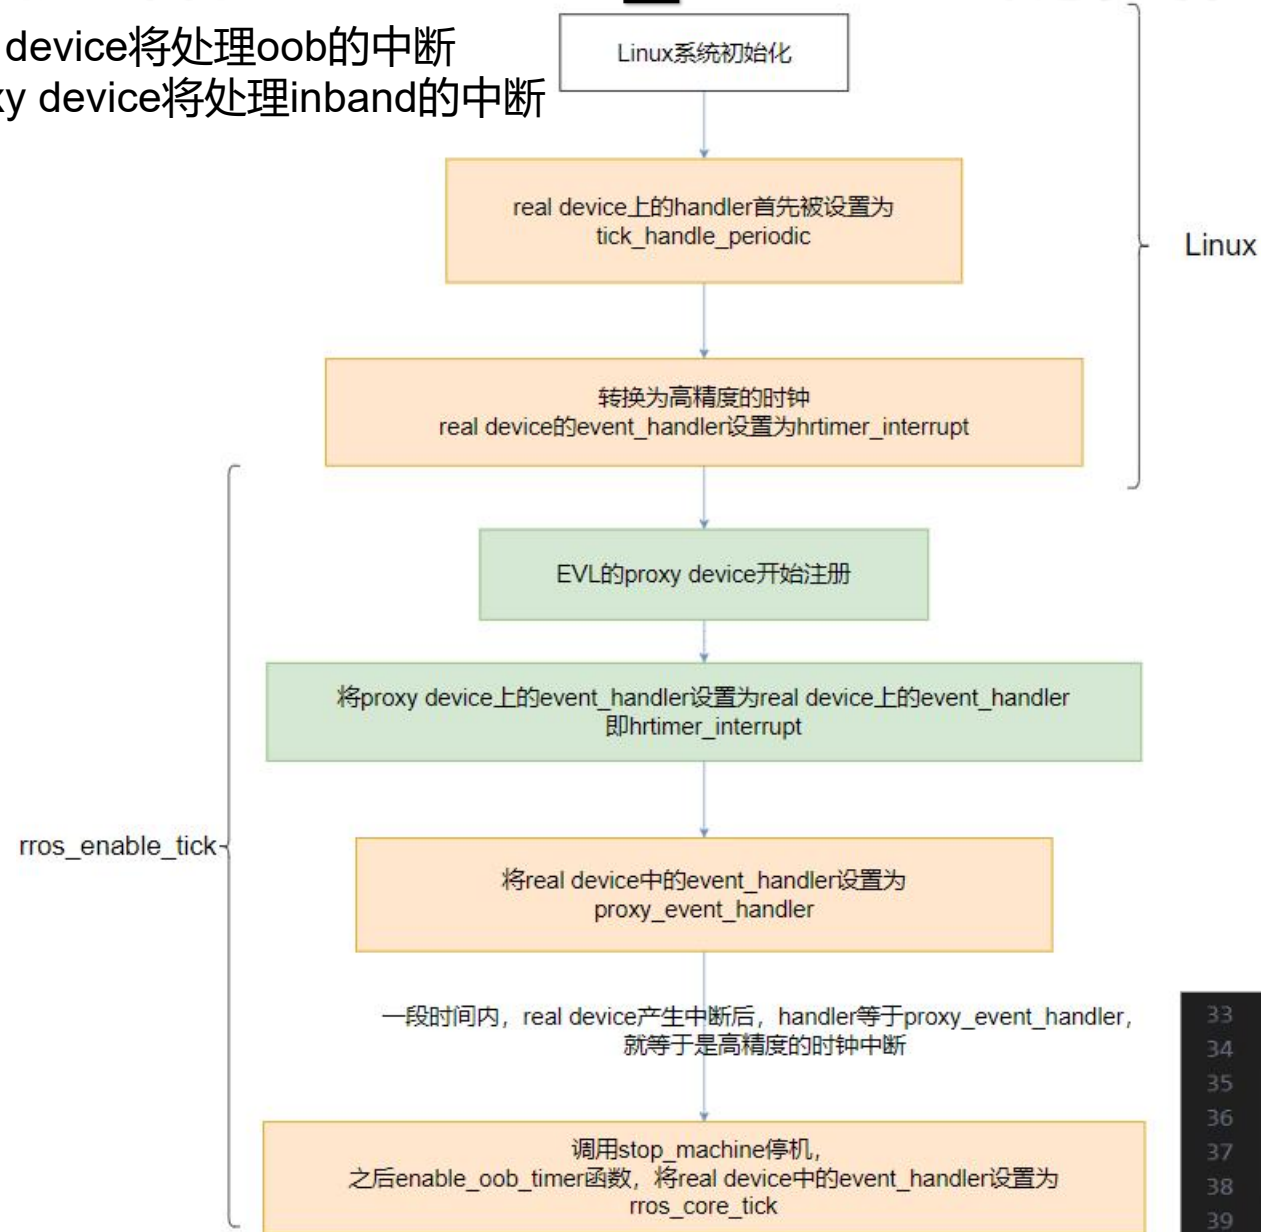 device将处理oob的中断
xy device将处理inband的中断
Linux系统初始化
real device上的handler首先被设置为
tick_handle_periodic
Linux
转换为高精度的时钟
real device的event_handler设置为hrtimer_interrupt
EVL的proxy device开始注册
将proxy device上的event_handler设置为real device上的event_handler
即hrtimer_interrupt
rros_enable_tick
将real device中的event_handler设置为
proxy_event_handler
一段时间内，real device产生中断后，handler等于proxy_event_handler，
就等于是高精度的时钟中断
调用stop_machine停机，
之后enable_oob_timer函数，将real device中的event_handler设置为
rros_core_tick
33
34
35
36
37
38
39